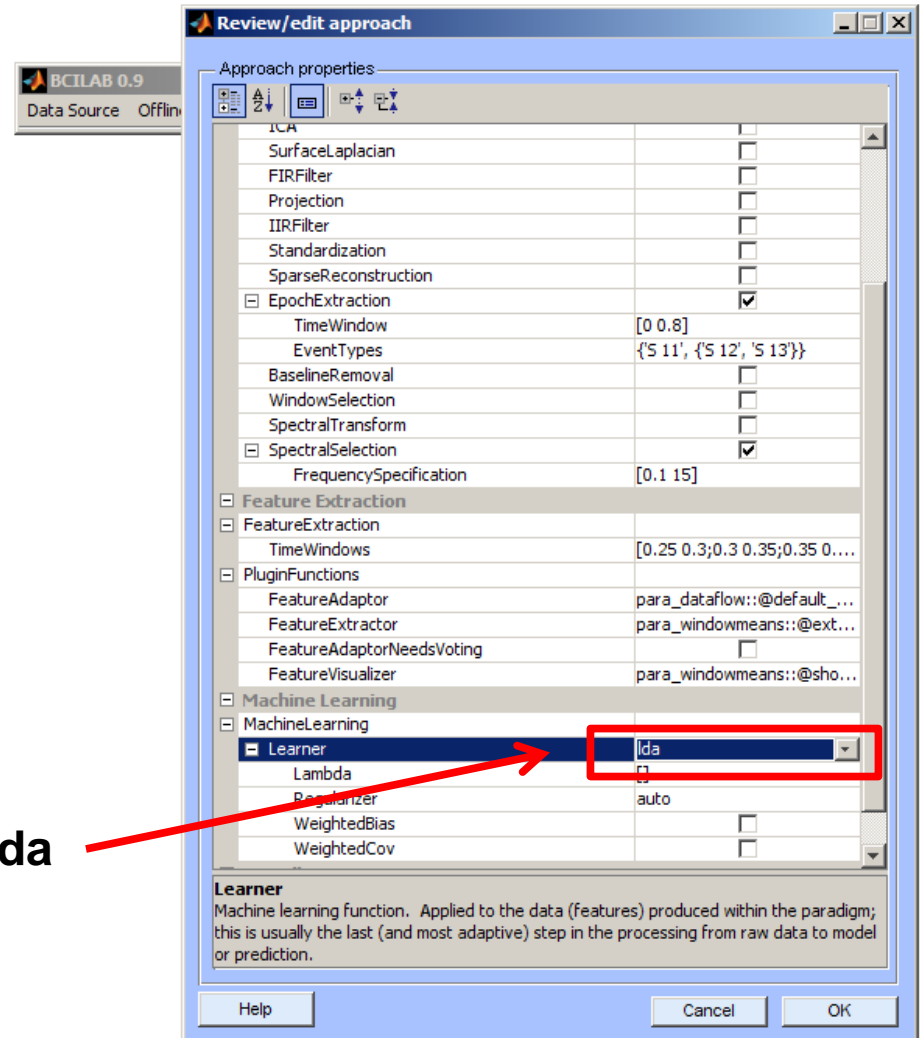 Review/edit approach
BCILAB 0.9
Data Source Offlin
Approach properties
ICA
SurfaceLaplacian
FIRFilter
Projection
IIRFilter
Standardization
SparseReconstruction
EpochExtraction
TimeWindow [0 0.8]
EventTypes {'S 11', {'S 12', 'S 13'}}
BaselineRemoval
WindowSelection
SpectralTransform
SpectralSelection
FrequencySpecification [0.1 15]
Feature Extraction
FeatureExtraction
TimeWindows [0.25 0.3;0.3 0.35;0.35 0....
PluginFunctions
FeatureAdaptor para_dataflow::@default_...
FeatureExtractor para_windowmeans::@ext...
FeatureAdaptorNeedsVoting
FeatureVisualizer para_windowmeans::@sho...
Machine Learning
MachineLearning
Learner lda
Lambda []
Regularizer auto
WeightedBias
WeightedCov
da
Learner
Machine learning function. Applied to the data (features) produced within the paradigm;
this is usually the last (and most adaptive) step in the processing from raw data to model
or prediction.
Help Cancel OK